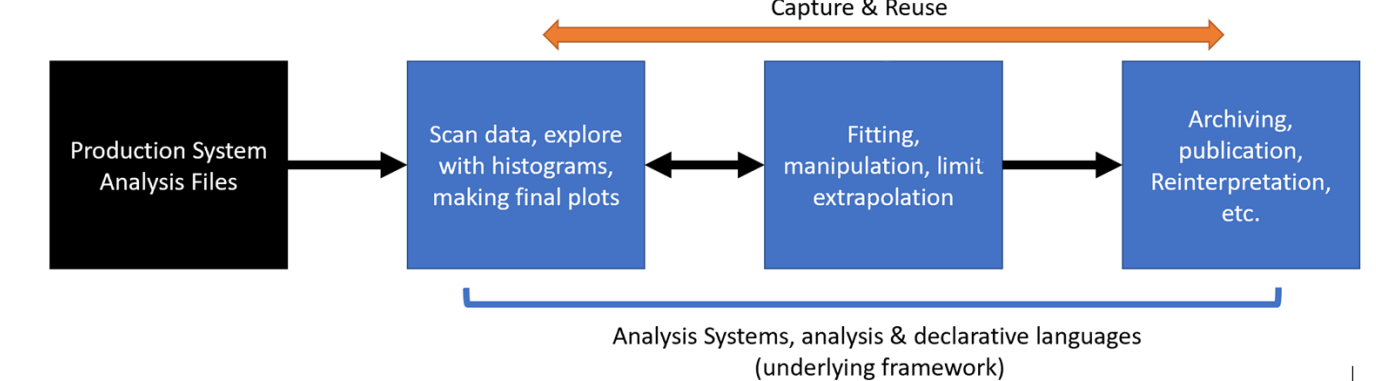 Capture & Reuse
Production System
Analysis Files
Scan data, explore
with histograms,
making final plots
Fitting,
manipulation, limit
extrapolation
Archiving,
publication,
Reinterpretation,
etc.
Analysis Systems, analysis & declarative languages
(underlying framework)